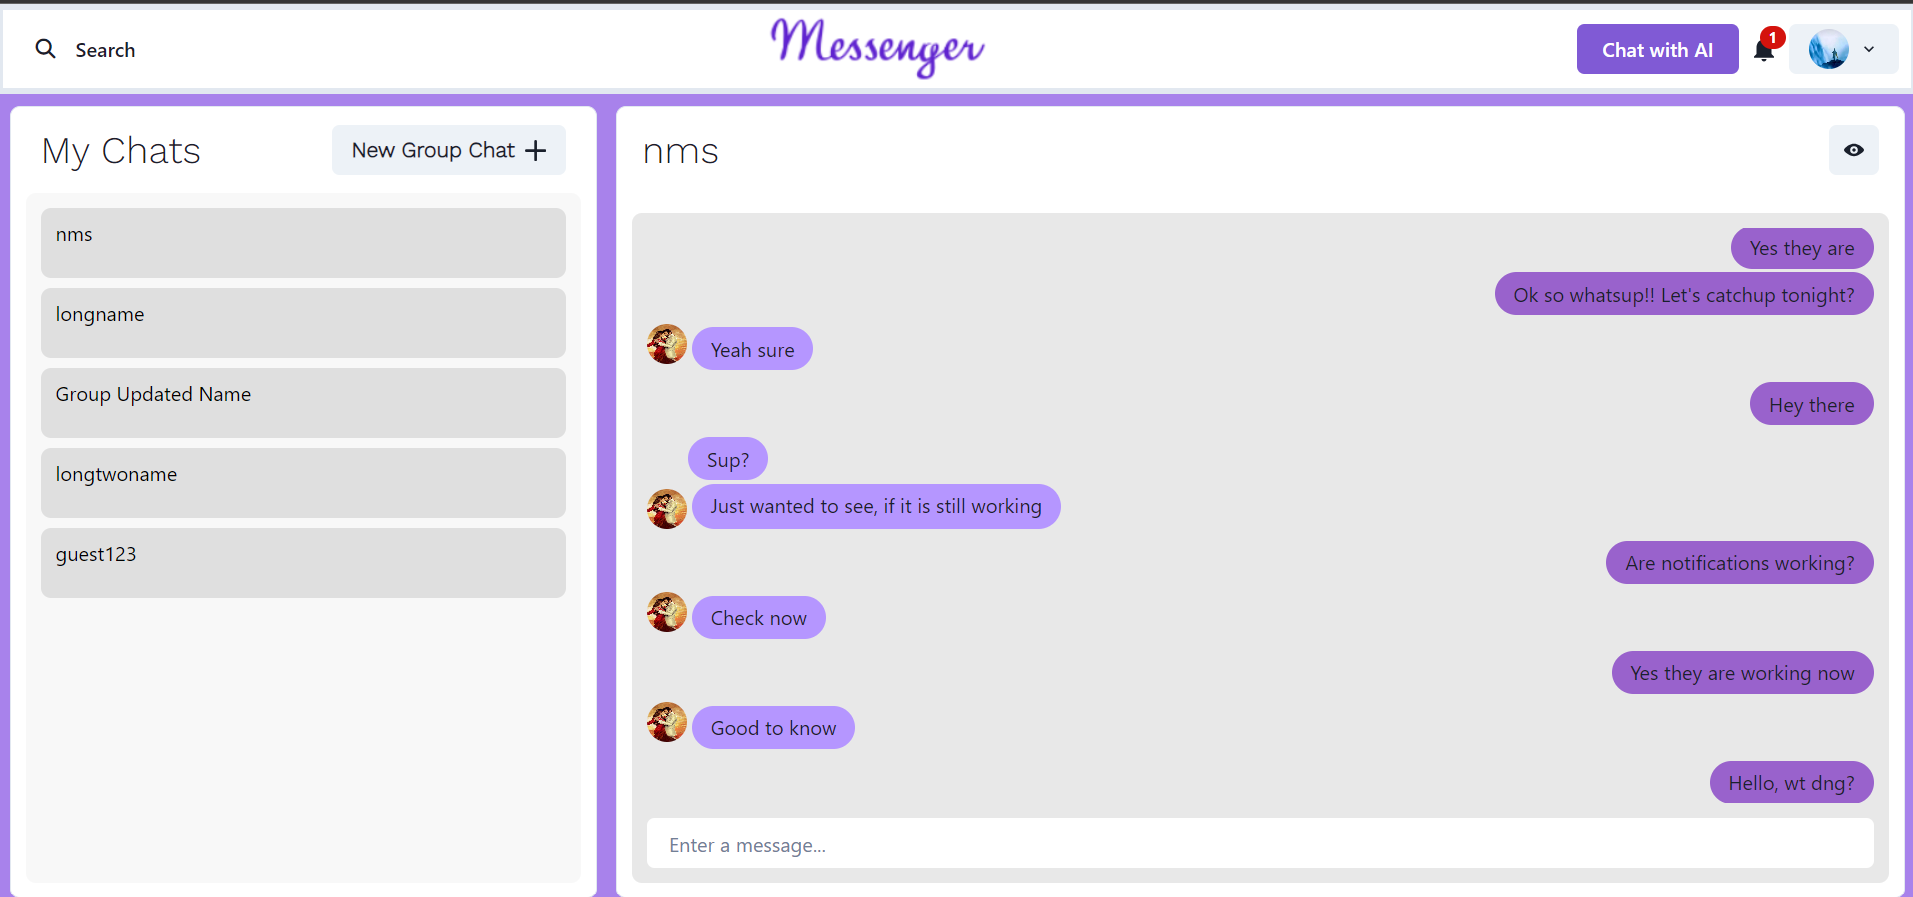 Search
Messenger
Chat with AI
1
My Chats
New Group Chat
nms
longname
Group Updated Name
longtwoname
guest123
nms
Yes they are
Ok so whatsup!! Let's catchup tonight?
Yeah sure
Hey there
Sup?
Just wanted to see, if it is still working
Are notifications working?
Check now
Yes they are working now
Good to know
Hello, wt dng?
Enter a message...